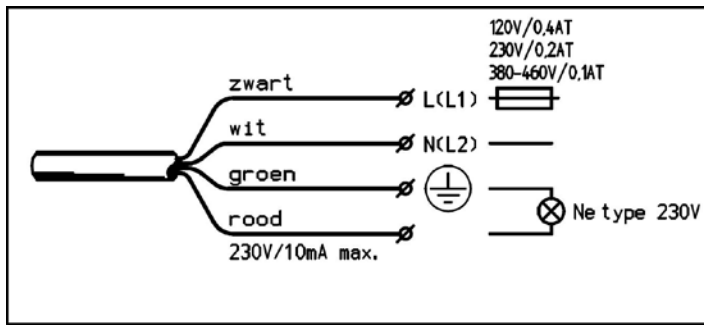 120V/0,4AT
230V/0,2AT
380-460V/0,1AT
zwart L(L1)
wit N(L2)
groen
rood
Ne type 230V
230V/10mA max.